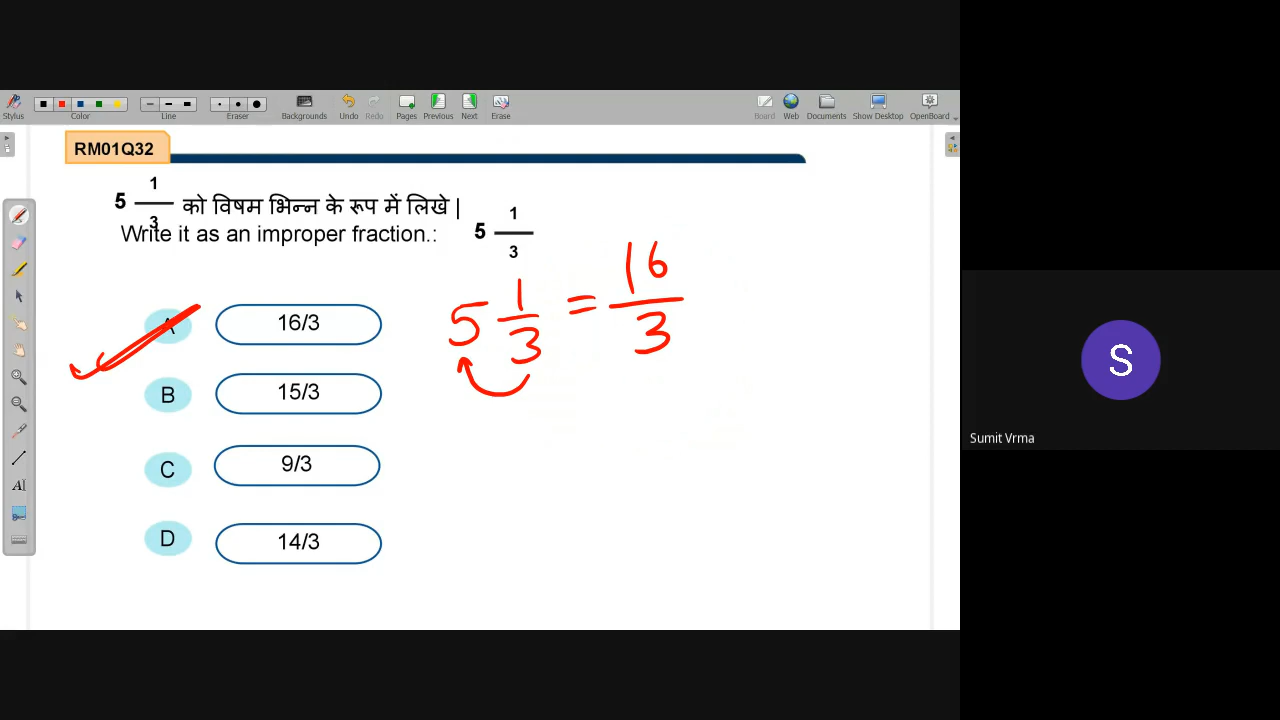 Stylus Color Line Eraser Backgrounds Undo Redo Pages Previous Next Erase Board Web Documents Show Desktop OpenBoard
RM01Q32
5 1/3 को विषम भिन्न के रूप में लिखे |
Write it as an improper fraction.: 5 1/3
5 1/3 = 16/3
A 16/3
B 15/3
C 9/3
D 14/3
S
Sumit Vrma